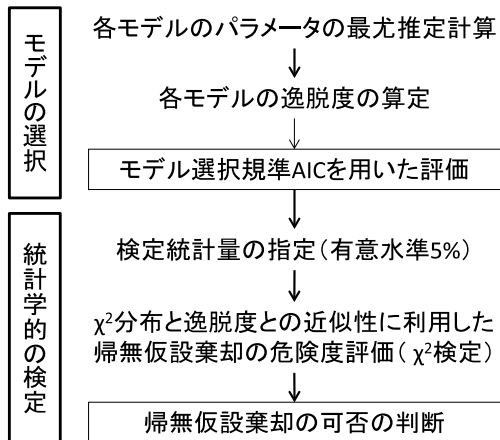 モデルの選択
各モデルのパラメータの最尤推定計算
各モデルの逸脱度の算定
モデル選択規準AICを用いた評価
統計学的の検定
検定統計量の指定（有意水準5%）
χ²分布と逸脱度との近似性に利用した
帰無仮設棄却の危険度評価（ χ²検定）
帰無仮設棄却の可否の判断